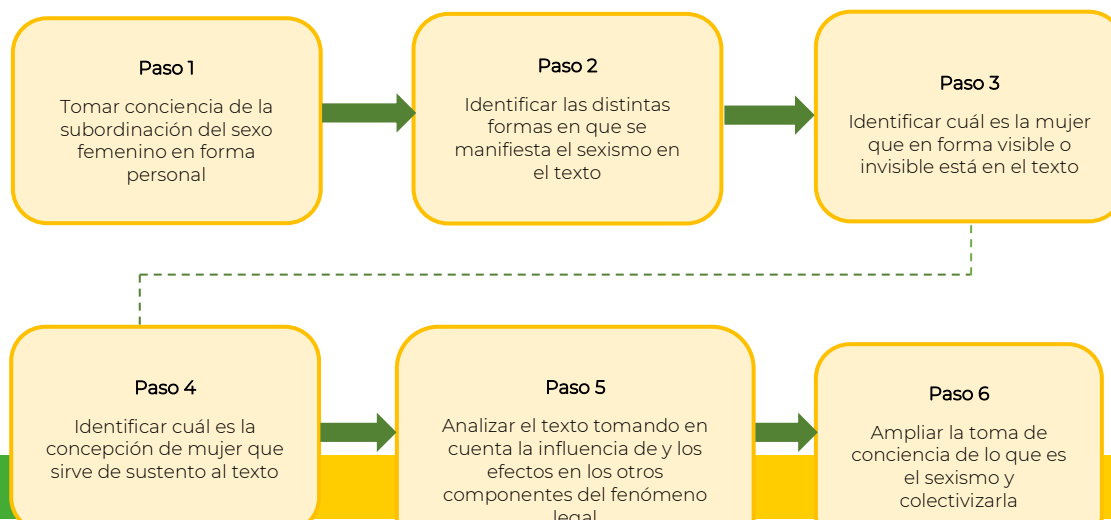 Paso 1
Tomar conciencia de la
subordinación del sexo
femenino en forma
personal
Paso 2
Identificar las distintas
formas en que se
manifiesta el sexismo en
el texto
Paso 3
Identificar cuál es la mujer
que en forma visible o
invisible está en el texto
Paso 4
Identificar cuál es la
concepción de mujer que
sirve de sustento al texto
Paso 5
Analizar el texto tomando en
cuenta la influencia de y los
efectos en los otros
componentes del fenómeno
legal
Paso 6
Ampliar la toma de
conciencia de lo que es
el sexismo y
colectivizarla